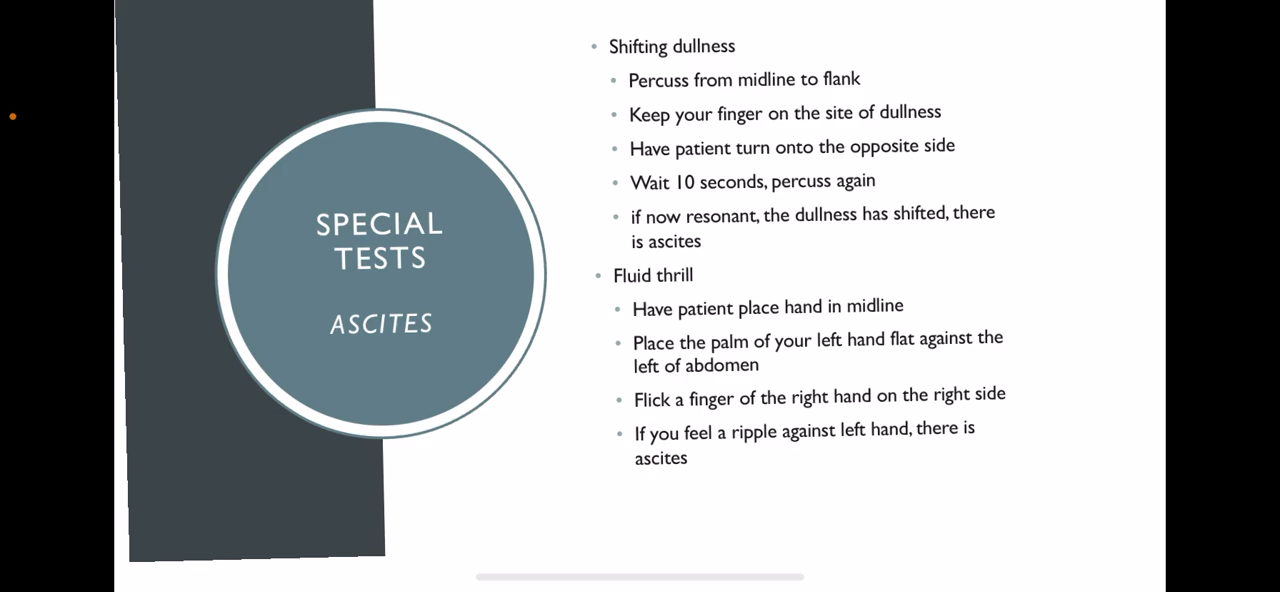 SPECIAL
TESTS
ASCITES
Shifting dullness
Percuss from midline to flank
Keep your finger on the site of dullness
Have patient turn onto the opposite side
Wait 10 seconds, percuss again
if now resonant, the dullness has shifted, there
is ascites
Fluid thrill
Have patient place hand in midline
Place the palm of your left hand flat against the
left of abdomen
Flick a finger of the right hand on the right side
If you feel a ripple against left hand, there is
ascites